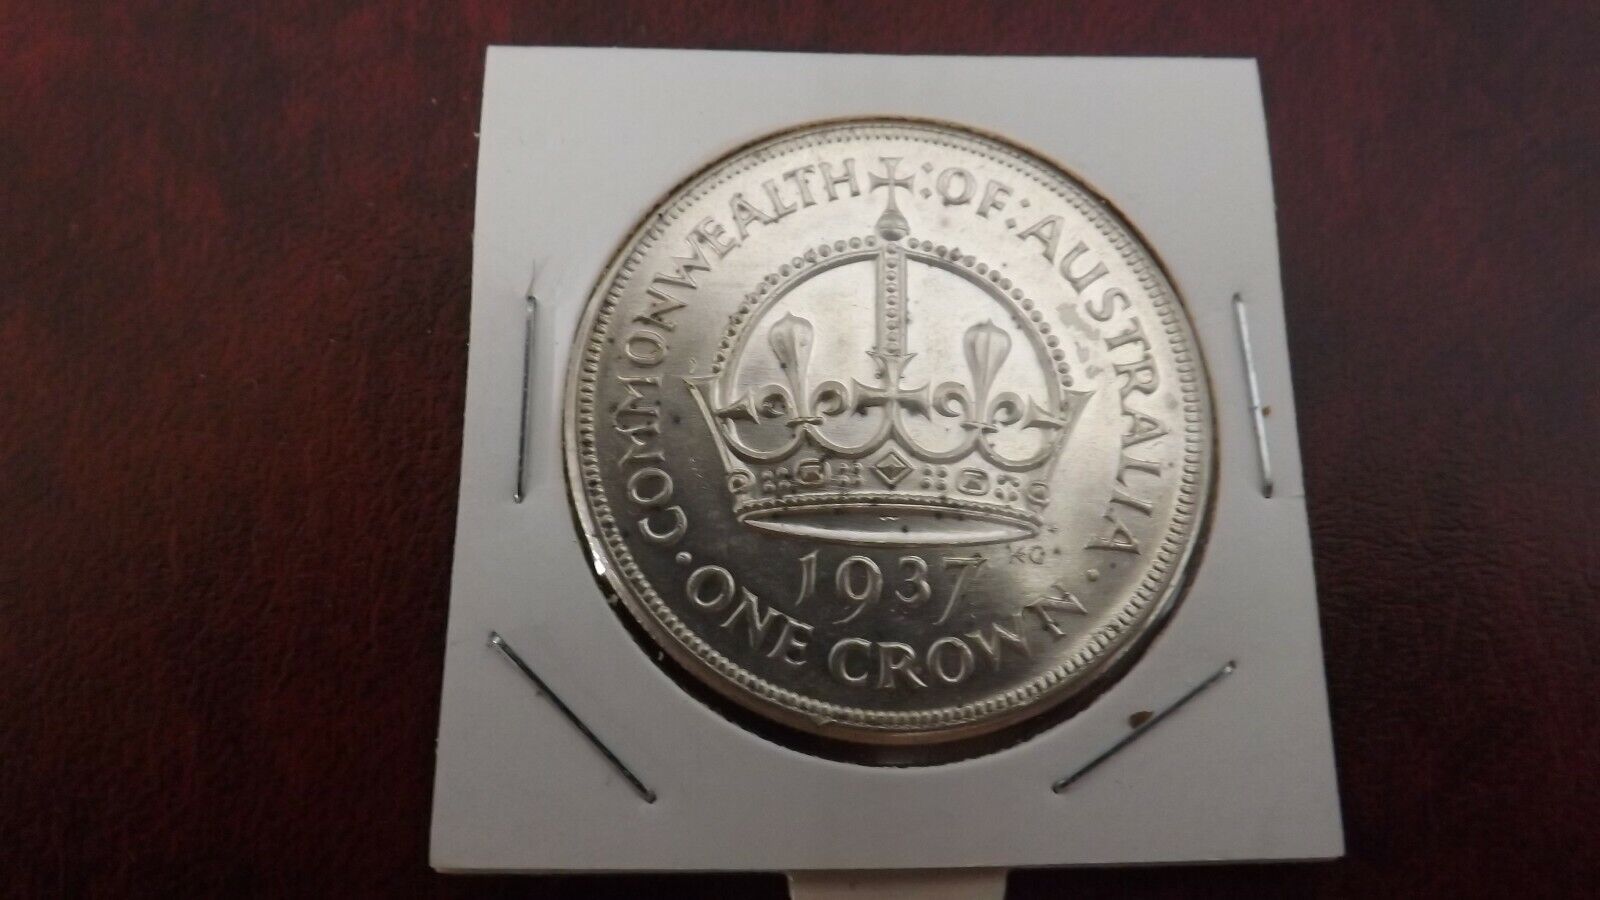 COMMONWEALTH : OF : AUSTRALIA
1937
KG
· ONE CROWN ·